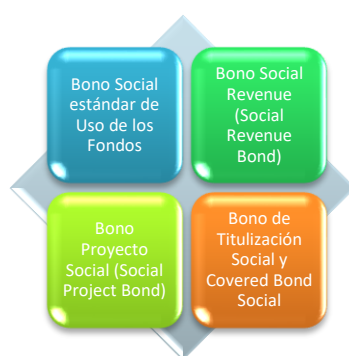 Bono Social
estándar de
Uso de los
Fondos
Bono Social
Revenue
(Social
Revenue
Bond)
Bono
Proyecto
Social (Social
Project Bond)
Bono de
Titulización
Social y
Covered Bond
Social